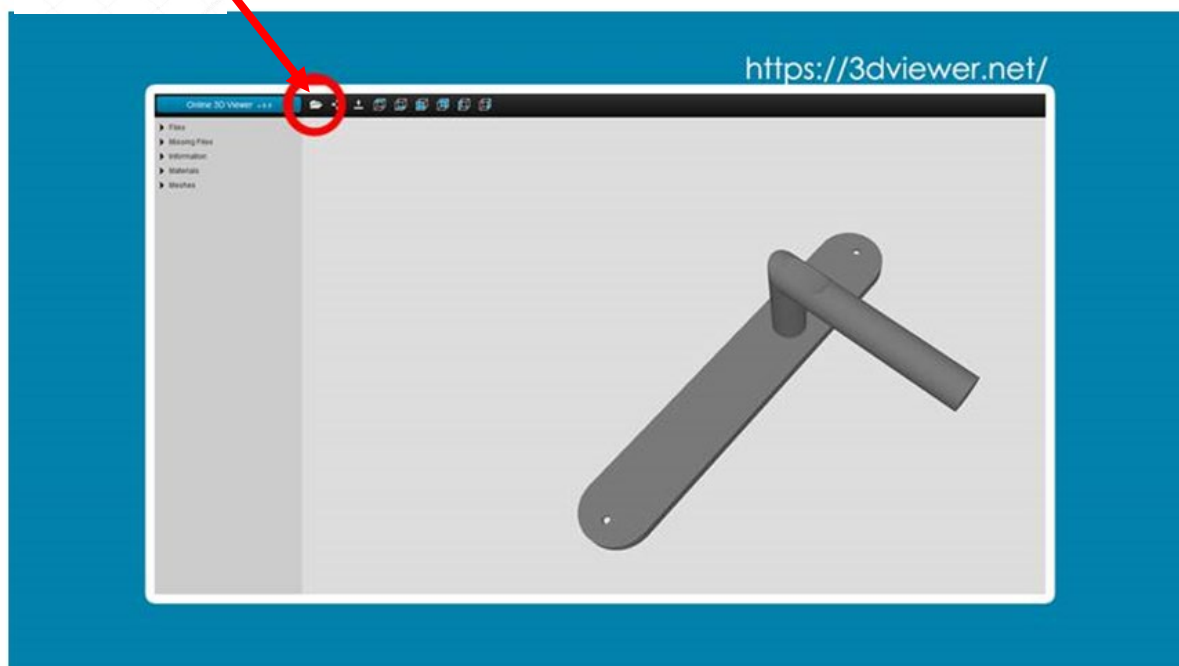 https://3dviewer.net/
Online 3D Viewer
Files
Missing Files
Information
Materials
Meshes